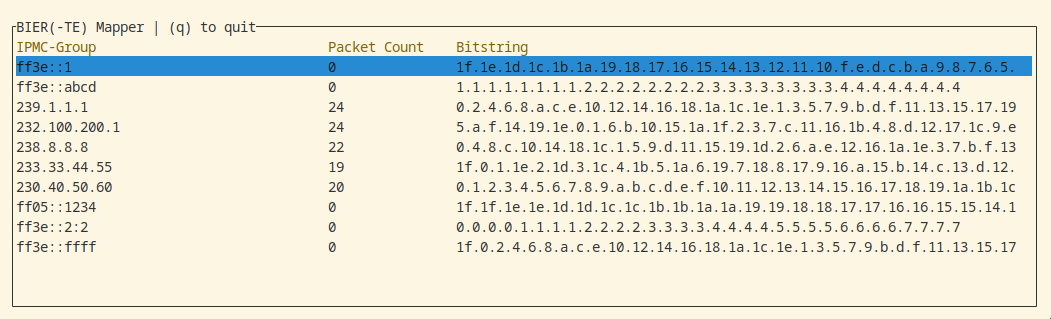 BIER(-TE) Mapper | (q) to quit
IPMC-Group Packet Count Bitstring
ff3e::1 0 1f.1e.1d.1c.1b.1a.19.18.17.16.15.14.13.12.11.10.f.e.d.c.b.a.9.8.7.6.5.
ff3e::abcd 0 1.1.1.1.1.1.1.1.2.2.2.2.2.2.2.2.3.3.3.3.3.3.3.3.4.4.4.4.4.4.4.4
239.1.1.1 24 0.2.4.6.8.a.c.e.10.12.14.16.18.1a.1c.1e.1.3.5.7.9.b.d.f.11.13.15.17.19
232.100.200.1 24 5.a.f.14.19.1e.0.1.6.b.10.15.1a.1f.2.3.7.c.11.16.1b.4.8.d.12.17.1c.9.e
238.8.8.8 22 0.4.8.c.10.14.18.1c.1.5.9.d.11.15.19.1d.2.6.a.e.12.16.1a.1e.3.7.b.f.13
233.33.44.55 19 1f.0.1.1e.2.1d.3.1c.4.1b.5.1a.6.19.7.18.8.17.9.16.a.15.b.14.c.13.d.12.
230.40.50.60 20 0.1.2.3.4.5.6.7.8.9.a.b.c.d.e.f.10.11.12.13.14.15.16.17.18.19.1a.1b.1c
ff05::1234 0 1f.1f.1e.1e.1d.1d.1c.1c.1b.1b.1a.1a.19.19.18.18.17.17.16.16.15.15.14.1
ff3e::2:2 0 0.0.0.0.1.1.1.1.2.2.2.2.3.3.3.3.4.4.4.4.5.5.5.5.6.6.6.6.7.7.7.7
ff3e::ffff 0 1f.0.2.4.6.8.a.c.e.10.12.14.16.18.1a.1c.1e.1.3.5.7.9.b.d.f.11.13.15.17